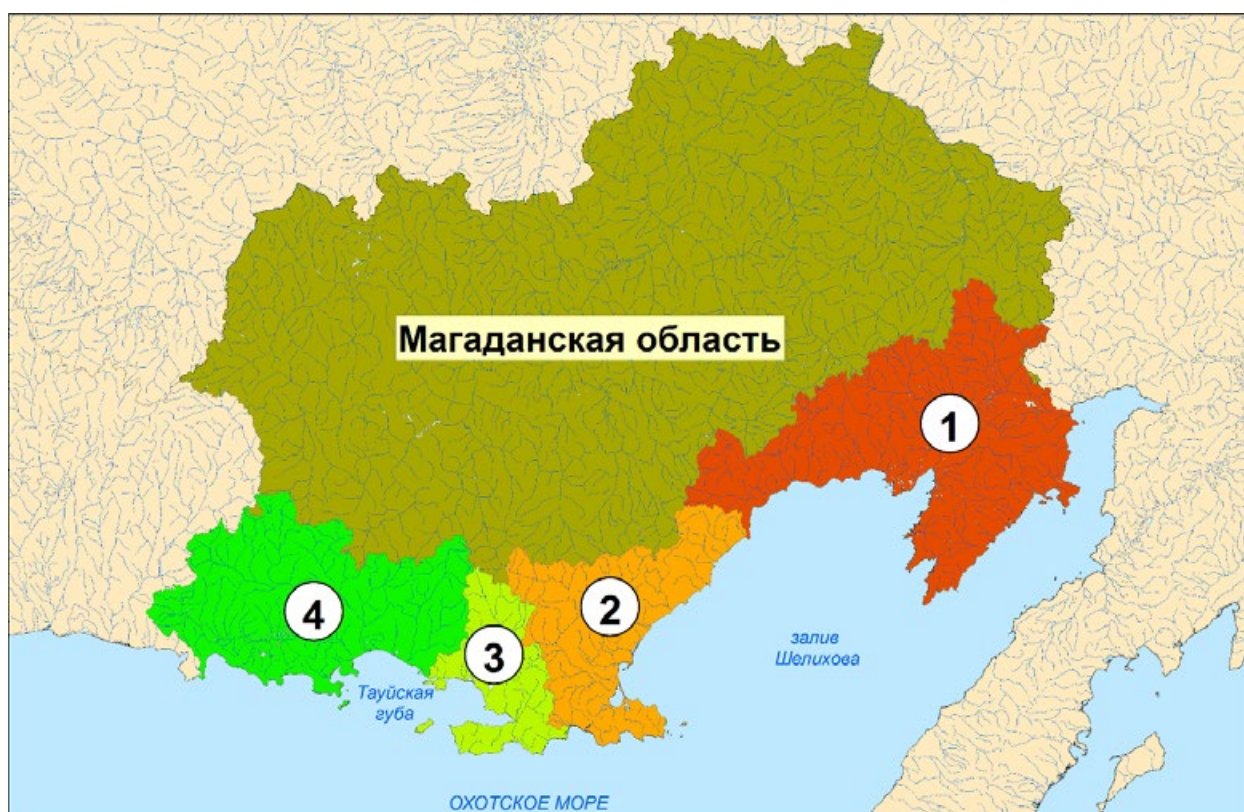 Магаданская область
1
2
3
4
залив
Шелихова
Тауйская
губа
ОХОТСКОЕ МОРЕ